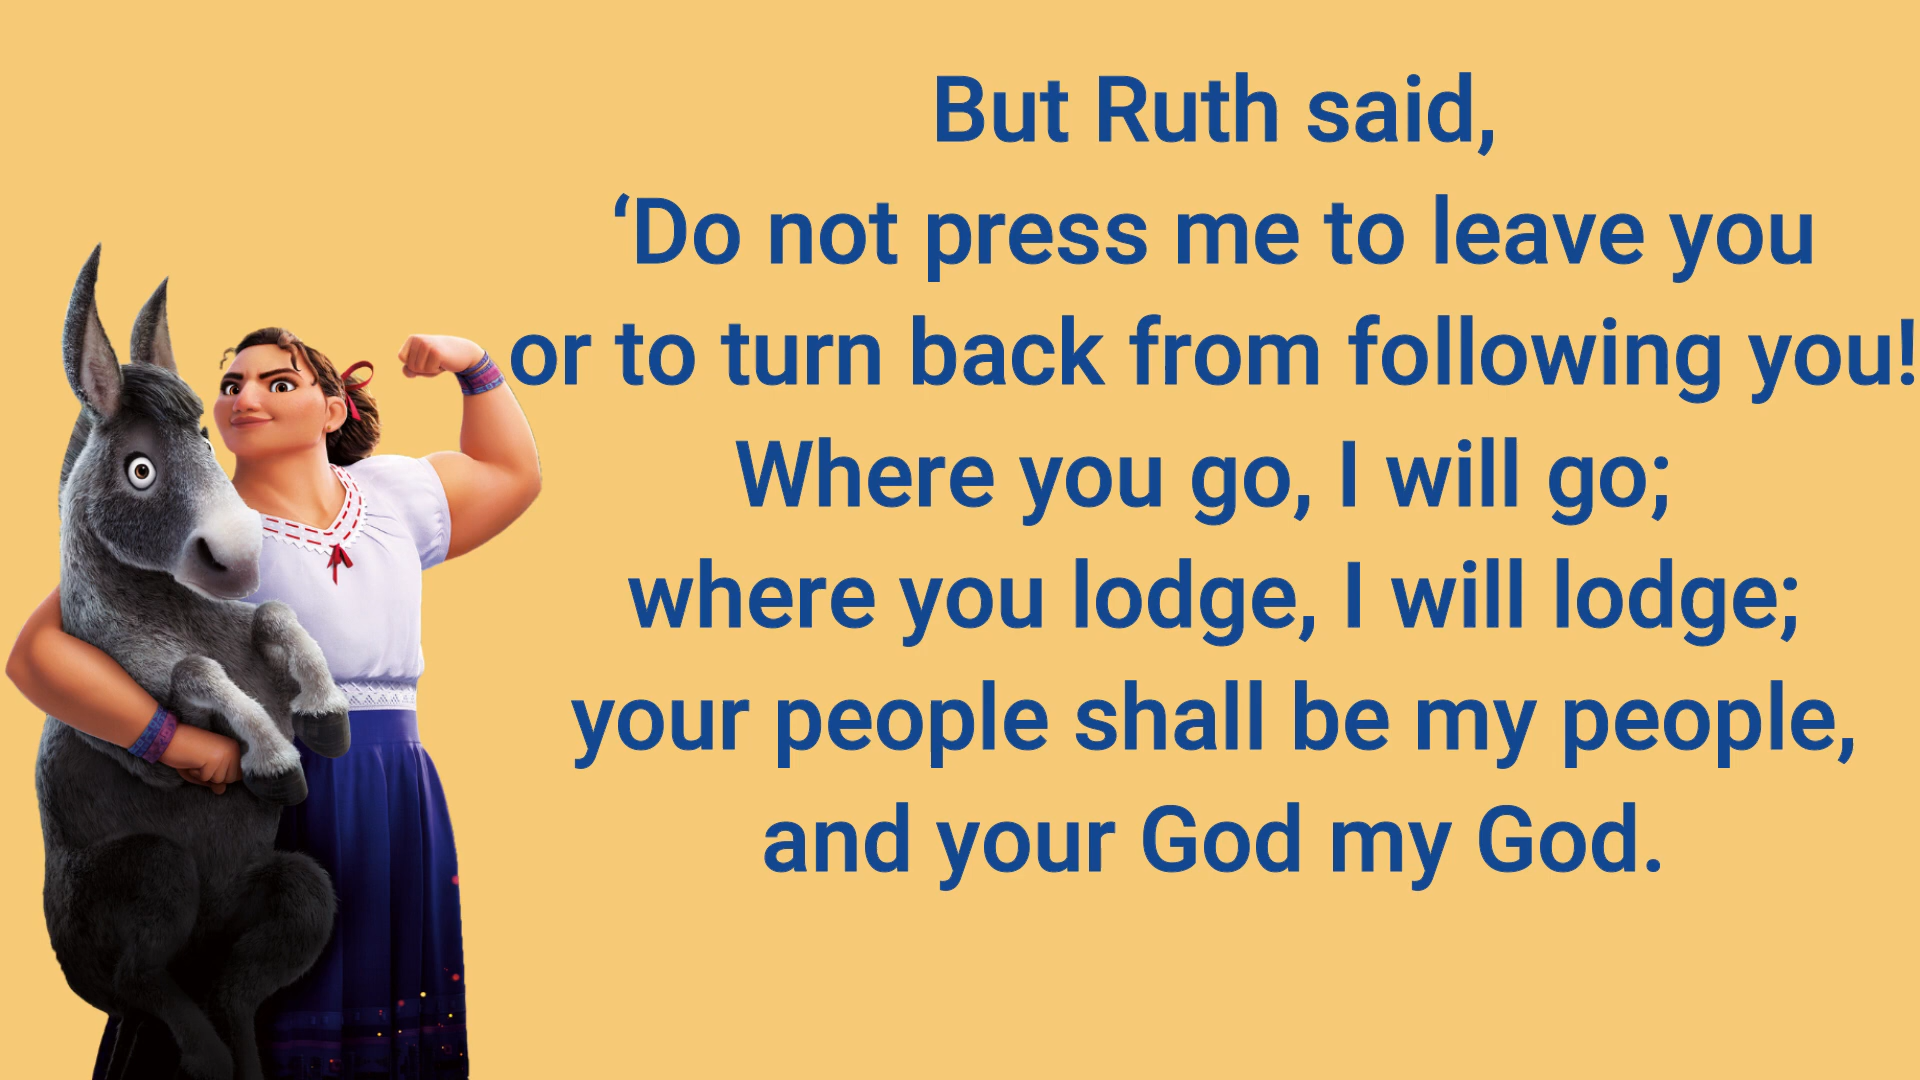 But Ruth said,
‘Do not press me to leave you
or to turn back from following you!
Where you go, I will go;
where you lodge, I will lodge;
your people shall be my people,
and your God my God.